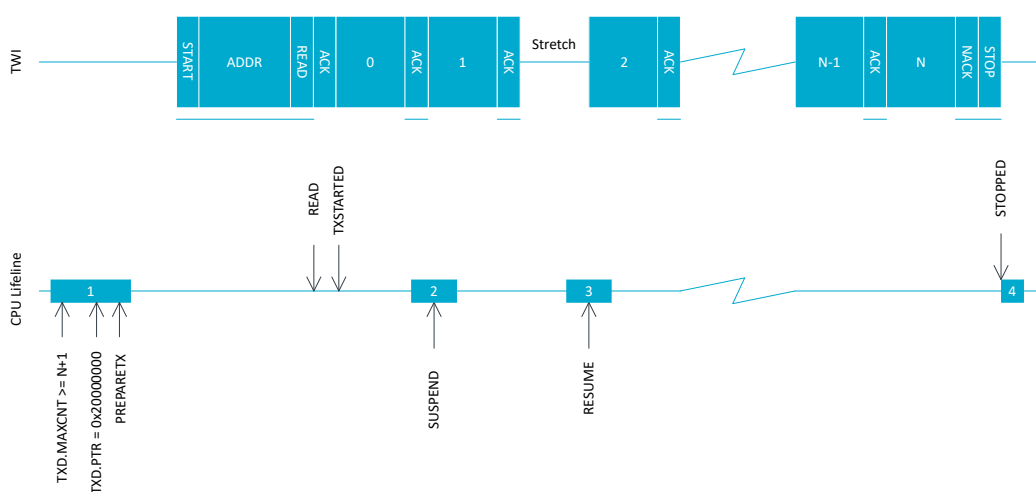 TWI
START
ADDR
READ
ACK
0
ACK
1
ACK
Stretch
2
ACK
N-1
ACK
N
NACK
STOP
CPU Lifeline
READ
TXSTARTED
STOPPED
1
2
3
4
TXD.MAXCNT >= N+1
TXD.PTR = 0x20000000
PREPARETX
SUSPEND
RESUME